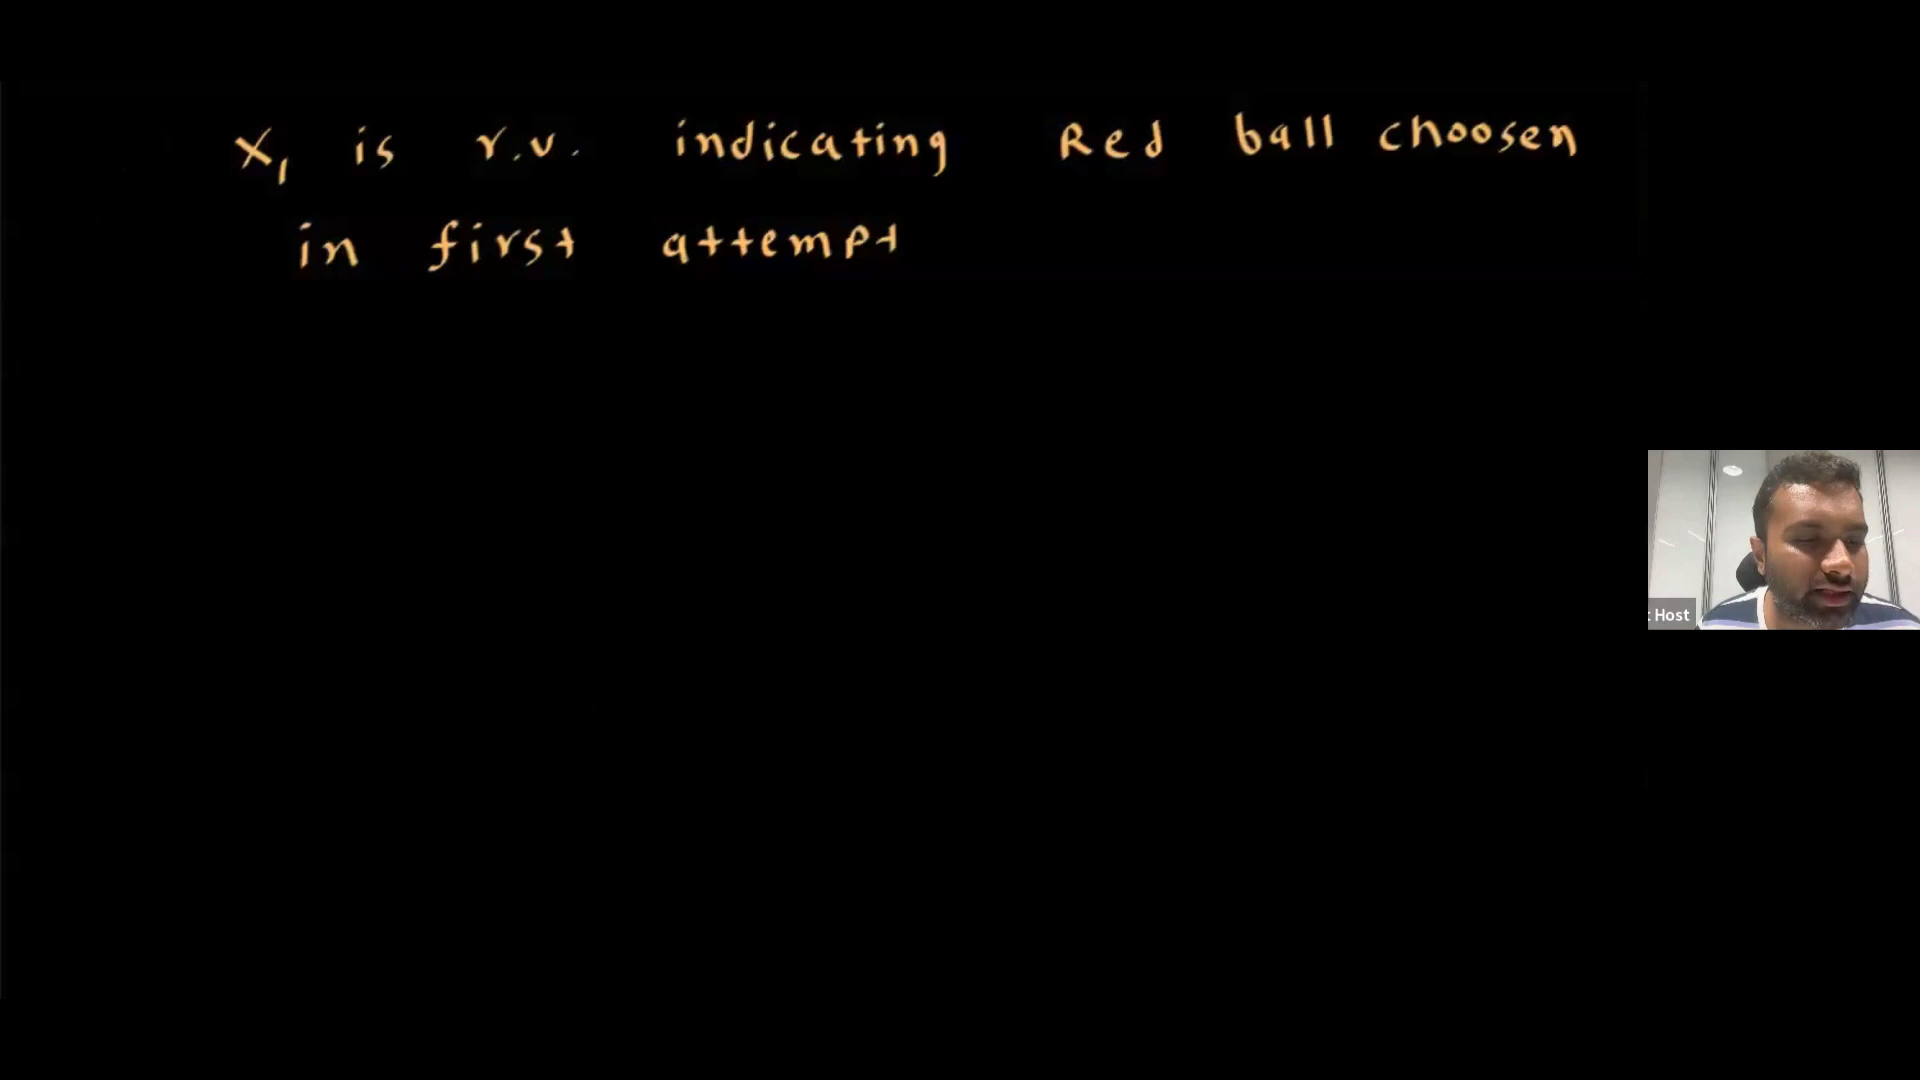 X₁ is r.v. indicating Red ball choosen
in first attempt
Host